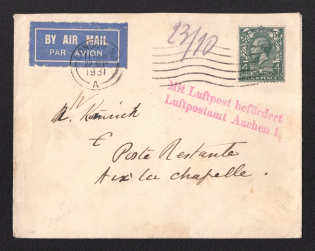 BY AIR MAIL
PAR AVION
1931
A
23/10
Mit Luftpost befördert
Luftpostamt Aachen 1.
Poste Restante
Aix la chapelle.